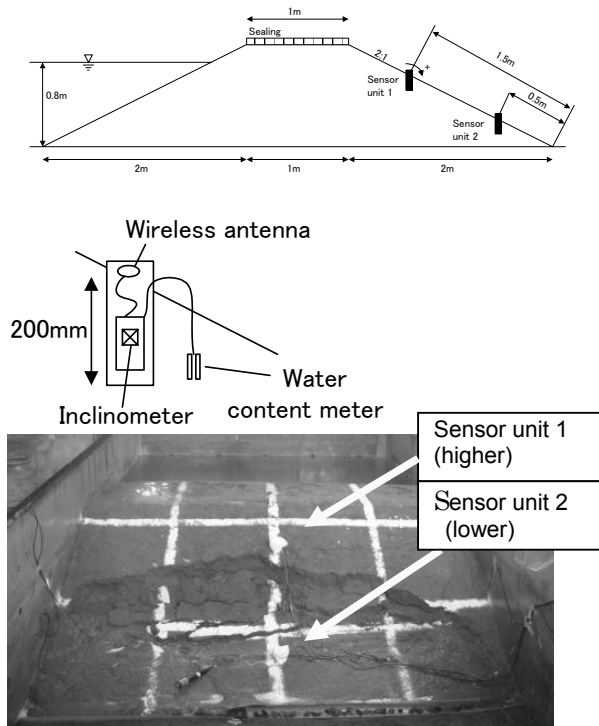 1m
Sealing
2:1
+
1.5m
Sensor
unit 1
0.8m
0.5m
Sensor
unit 2
2m
1m
2m
Wireless antenna
200mm
Inclinometer
Water
content meter
Sensor unit 1
(higher)
Sensor unit 2
(lower)